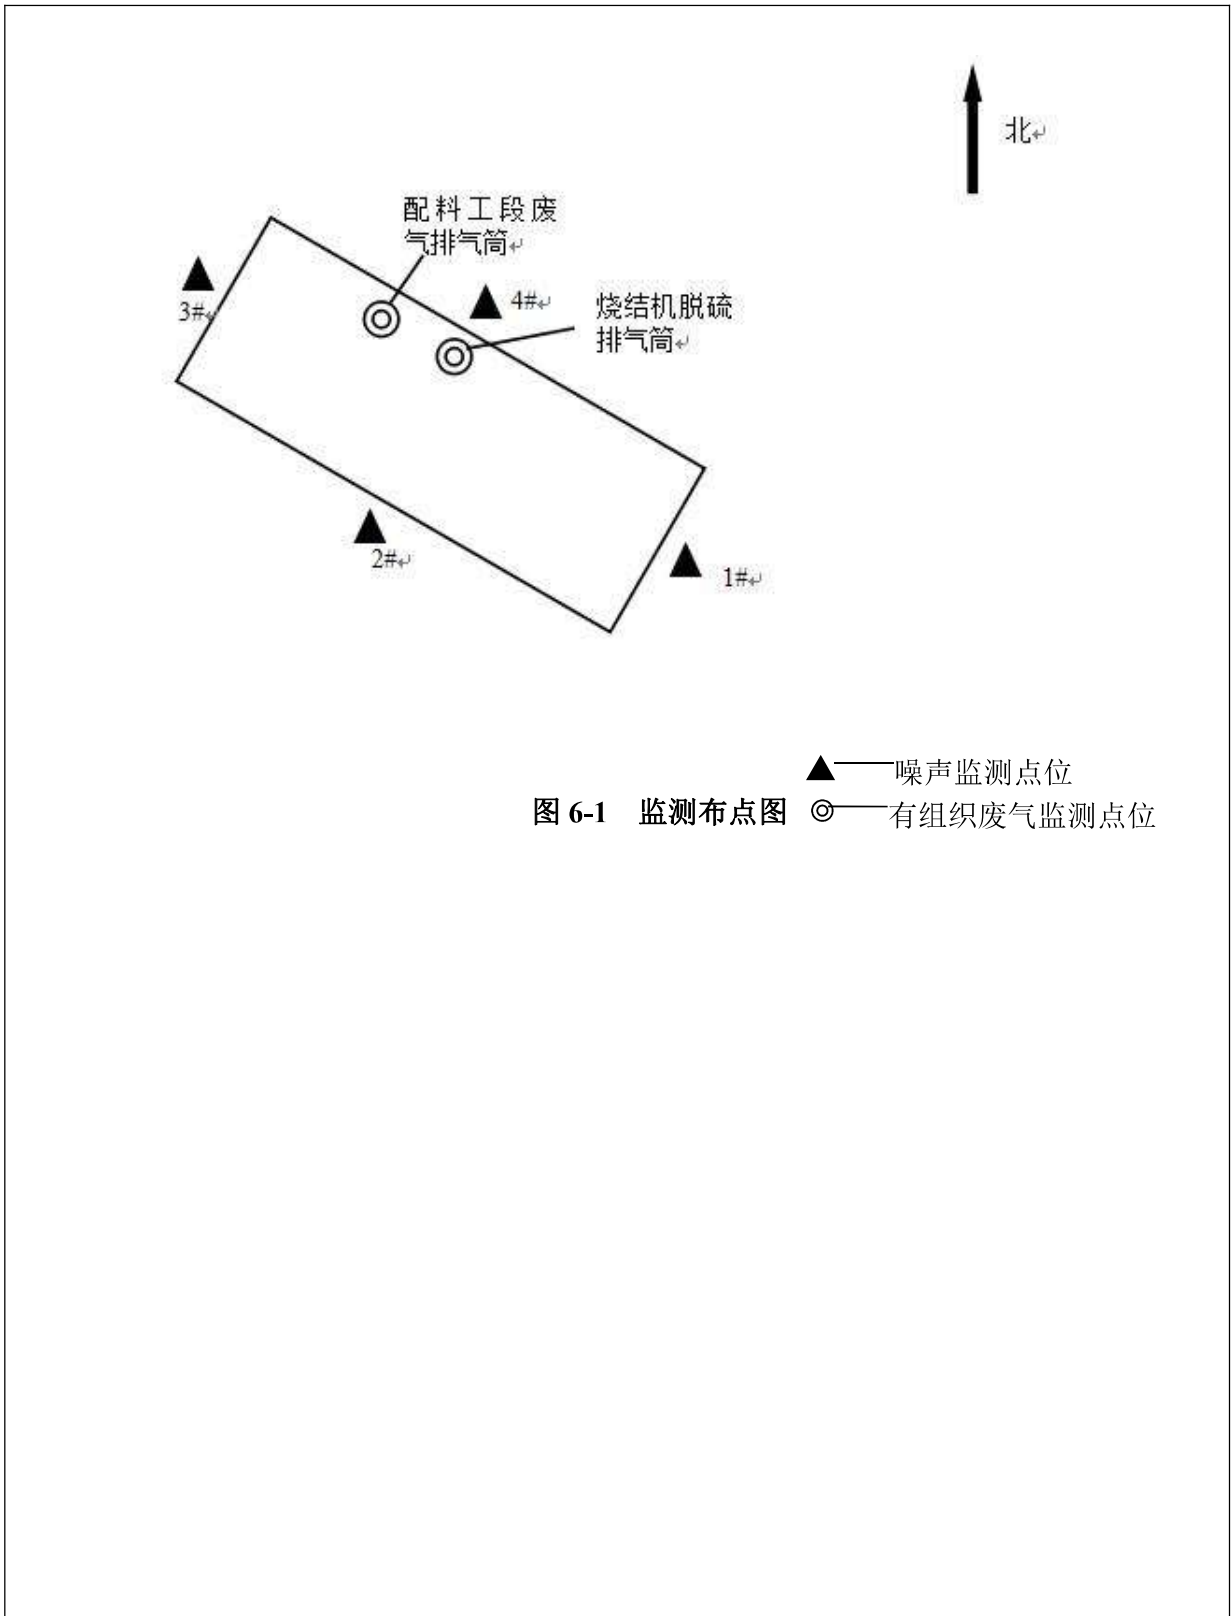 北
配料工段废
气排气筒
3#
4#
烧结机脱硫
排气筒
2#
1#
噪声监测点位
图 6-1 监测布点图
有组织废气监测点位